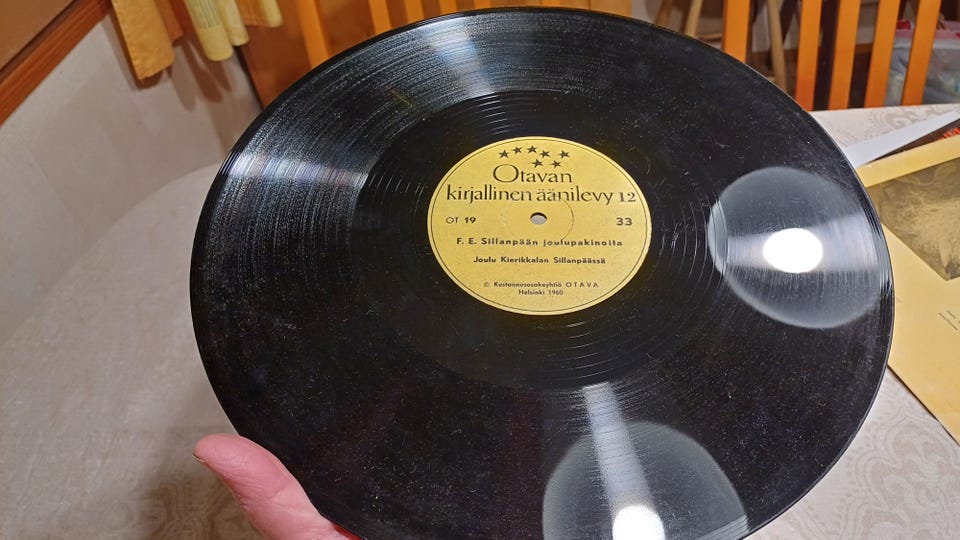 Otavan
kirjallinen äänilevy 12
OT 19 33
F. E. Sillanpään joulupakinoita
Joulu Kierikkalan Sillanpäässä
© Kustannusosakeyhtiö OTAVA
Helsinki 1960